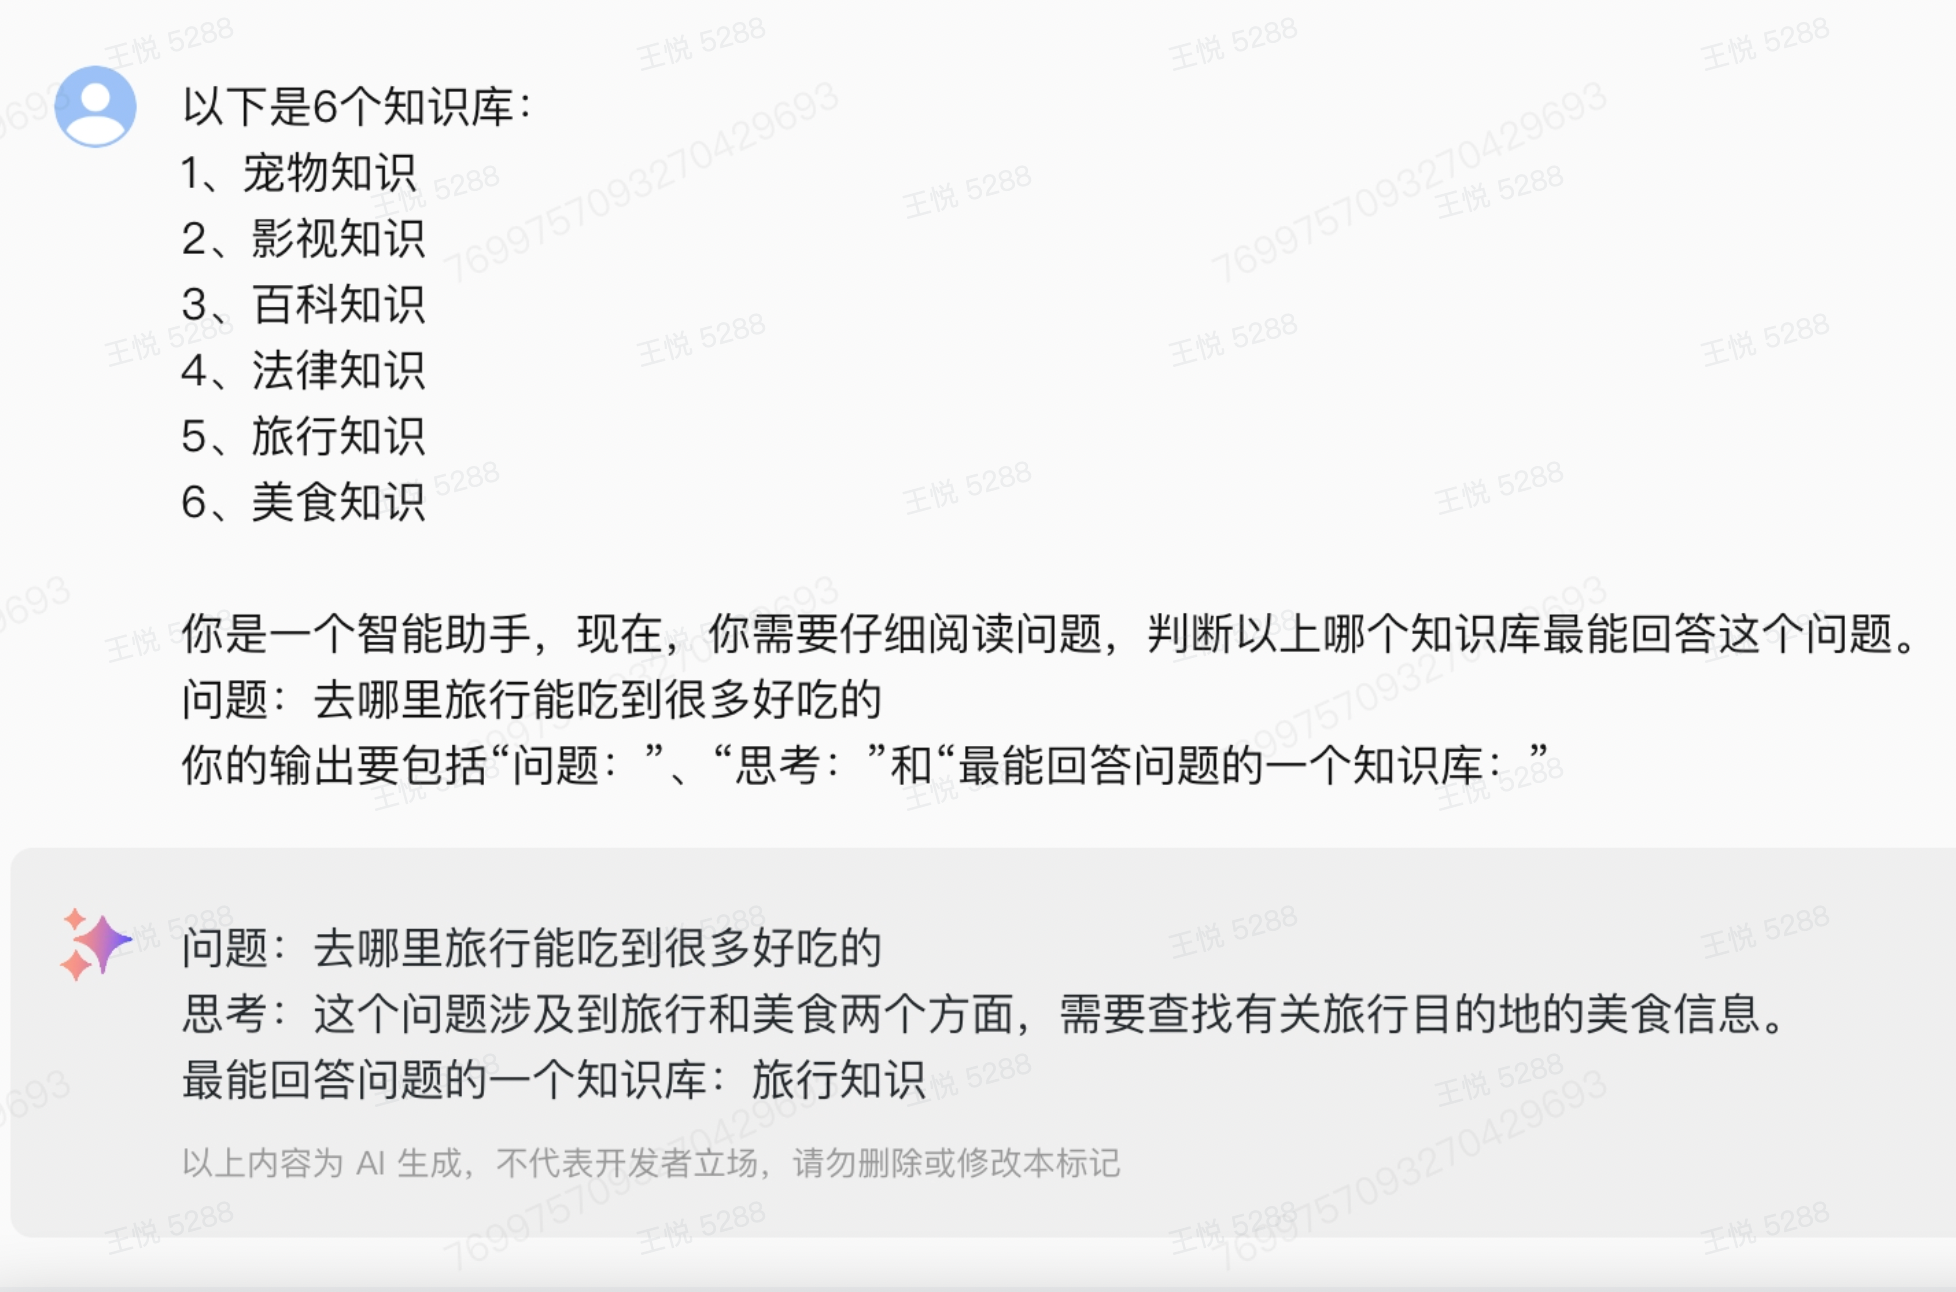 以下是6个知识库：
1、宠物知识
2、影视知识
3、百科知识
4、法律知识
5、旅行知识
6、美食知识
你是一个智能助手，现在，你需要仔细阅读问题，判断以上哪个知识库最能回答这个问题。
问题：去哪里旅行能吃到很多好吃的
你的输出要包括“问题：”、“思考：”和“最能回答问题的一个知识库：”
问题：去哪里旅行能吃到很多好吃的
思考：这个问题涉及到旅行和美食两个方面，需要查找有关旅行目的地的美食信息。
最能回答问题的一个知识库：旅行知识
以上内容为 AI 生成，不代表开发者立场，请勿删除或修改本标记
王悦 5288
7699757093270429693